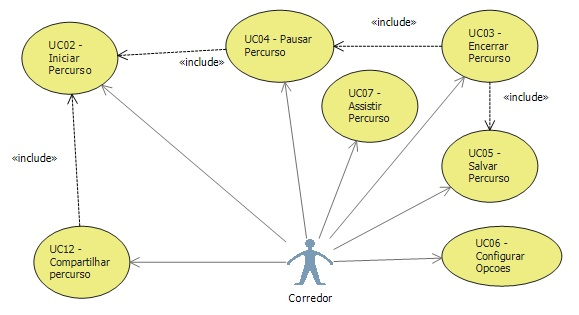 UC02 -
Iniciar
Percurso
UC04 - Pausar
Percurso
«include»
UC03 -
Encerrar
Percurso
«include»
UC07 -
Assistir
Percurso
«include»
«include»
UC05 -
Salvar
Percurso
UC12 -
Compartilhar
percurso
UC06 -
Configurar
Opcoes
Corredor